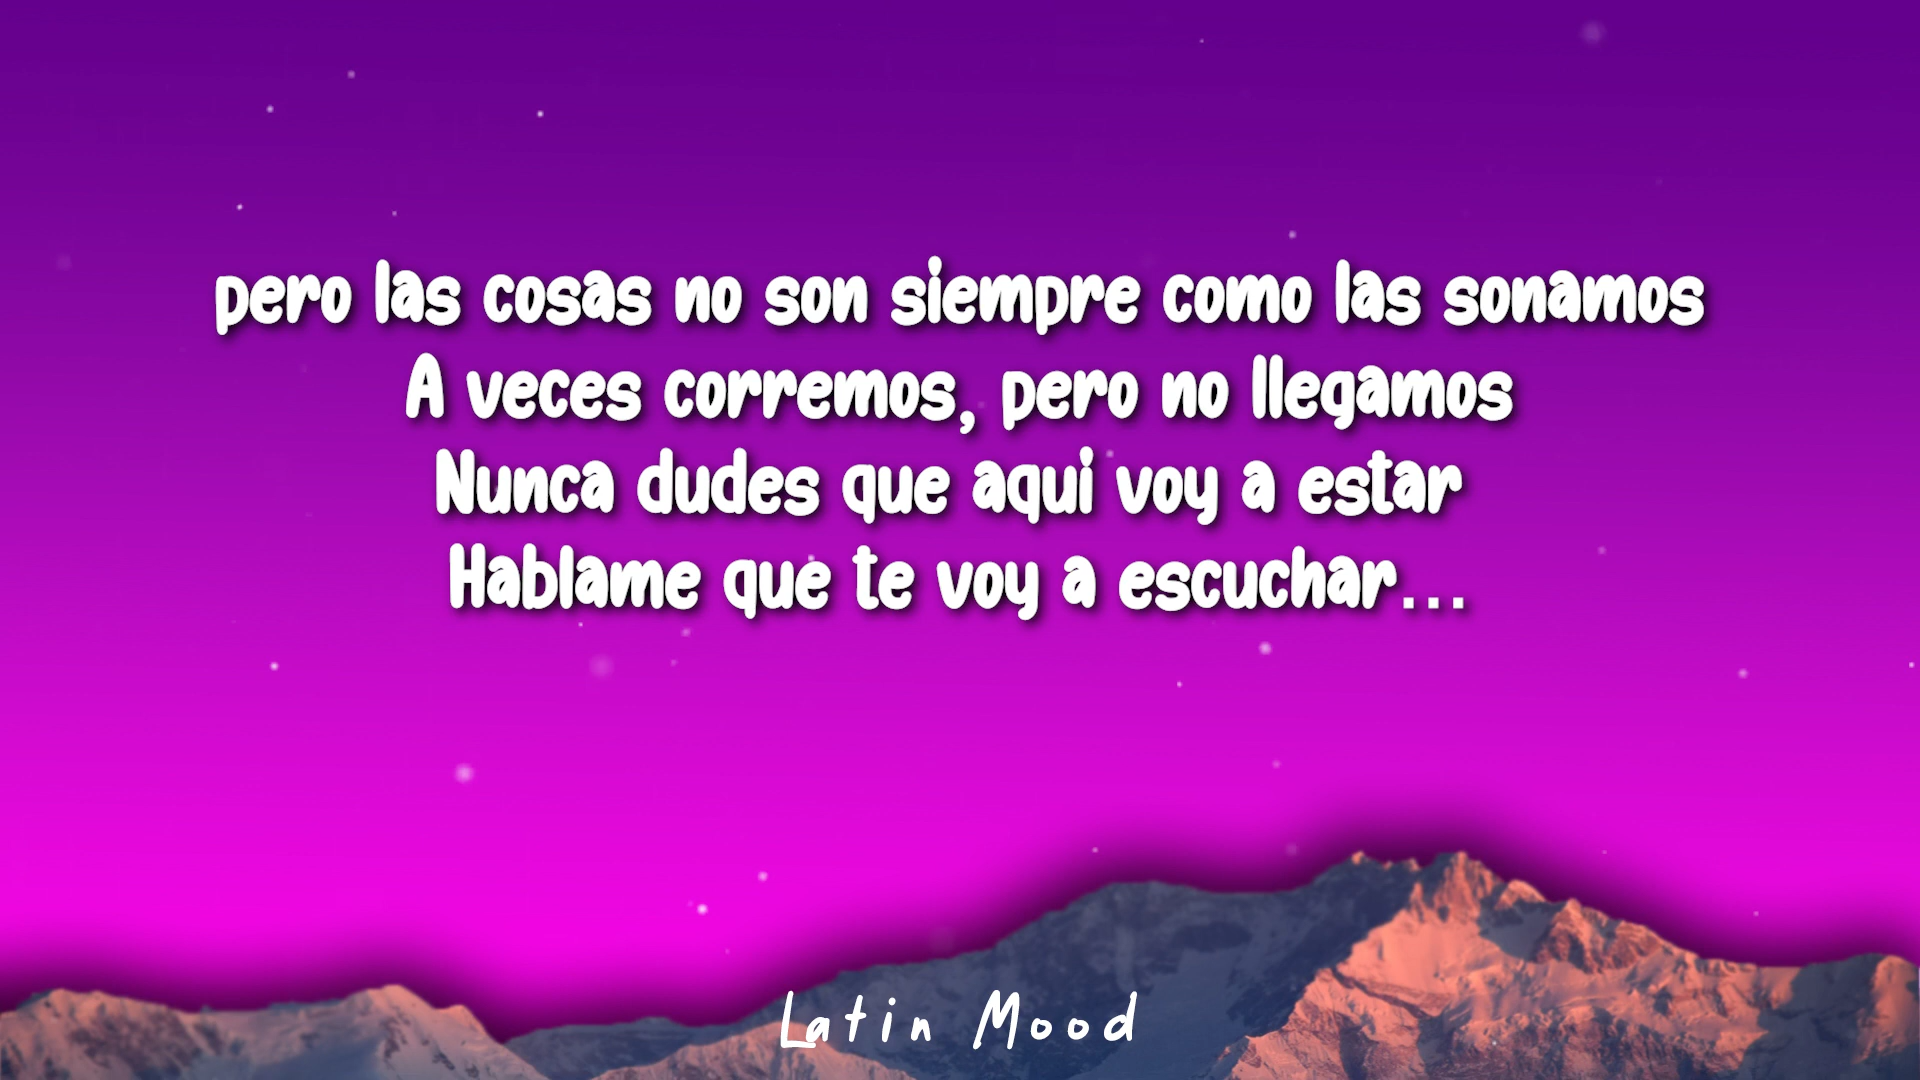 pero las cosas no son siempre como las sonamos
A veces corremos, pero no llegamos
Nunca dudes que aqui voy a estar
Hablame que te voy a escuchar...
Latin Mood